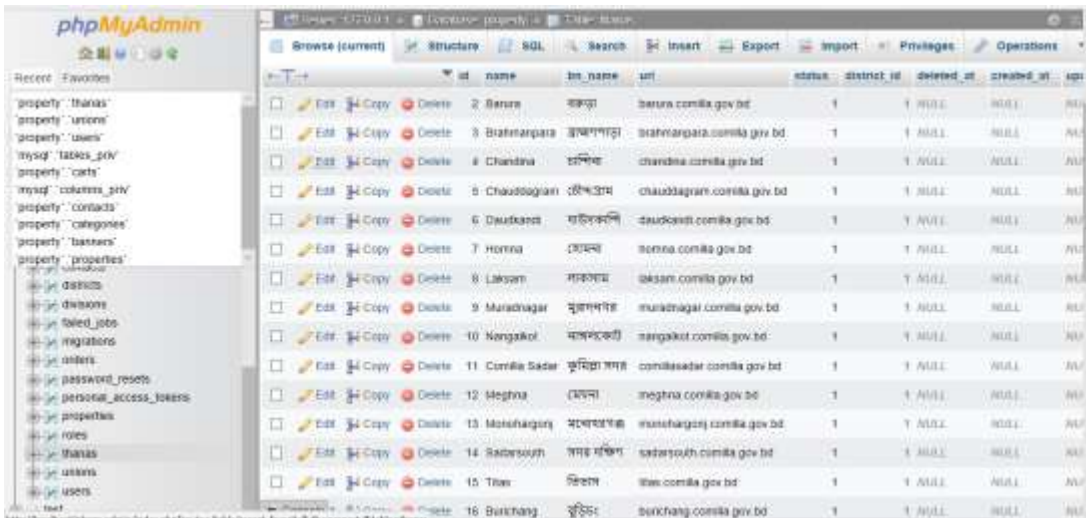 phpMyAdmin
Recent Favorites
'property'.'thanas'
'property'.'unions'
'property'.'users'
'mysql'.'tables_priv'
'property'.'carts'
'mysql'.'columns_priv'
'property'.'contacts'
'property'.'categories'
'property'.'banners'
'property'.'properties'
districts
divisions
failed_jobs
migrations
orders
password_resets
personal_access_tokens
properties
roles
thanas
unions
users
test
Browse (current) Structure SQL Search Insert Export Import Privileges Operations
id name bn_name url status district_id deleted_at created_at
Edit Copy Delete 2 Barura বরুড়া barura.comilla.gov.bd 1 1 NULL NULL
Edit Copy Delete 3 Brahmanpara ব্রাহ্মণপাড়া brahmanpara.comilla.gov.bd 1 1 NULL NULL
Edit Copy Delete 4 Chandina চান্দিনা chandina.comilla.gov.bd 1 1 NULL NULL
Edit Copy Delete 5 Chauddagram চৌদ্দগ্রাম chauddagram.comilla.gov.bd 1 1 NULL NULL
Edit Copy Delete 6 Daudkandi দাউদকান্দি daudkandi.comilla.gov.bd 1 1 NULL NULL
Edit Copy Delete 7 Homna হোমনা homna.comilla.gov.bd 1 1 NULL NULL
Edit Copy Delete 8 Laksam লাকসাম laksam.comilla.gov.bd 1 1 NULL NULL
Edit Copy Delete 9 Muradnagar মুরাদনগর muradnagar.comilla.gov.bd 1 1 NULL NULL
Edit Copy Delete 10 Nangalkot নাঙ্গলকোট nangalkot.comilla.gov.bd 1 1 NULL NULL
Edit Copy Delete 11 Comilla Sadar কুমিল্লা সদর comillasadar.comilla.gov.bd 1 1 NULL NULL
Edit Copy Delete 12 Meghna মেঘনা meghna.comilla.gov.bd 1 1 NULL NULL
Edit Copy Delete 13 Monohargonj মনোহরগঞ্জ monohargonj.comilla.gov.bd 1 1 NULL NULL
Edit Copy Delete 14 Sadarsouth সদর দক্ষিণ sadarsouth.comilla.gov.bd 1 1 NULL NULL
Edit Copy Delete 15 Titas তিতাস titas.comilla.gov.bd 1 1 NULL NULL
Delete 16 Burichang বুড়িচং burichang.comilla.gov.bd 1 1 NULL NULL